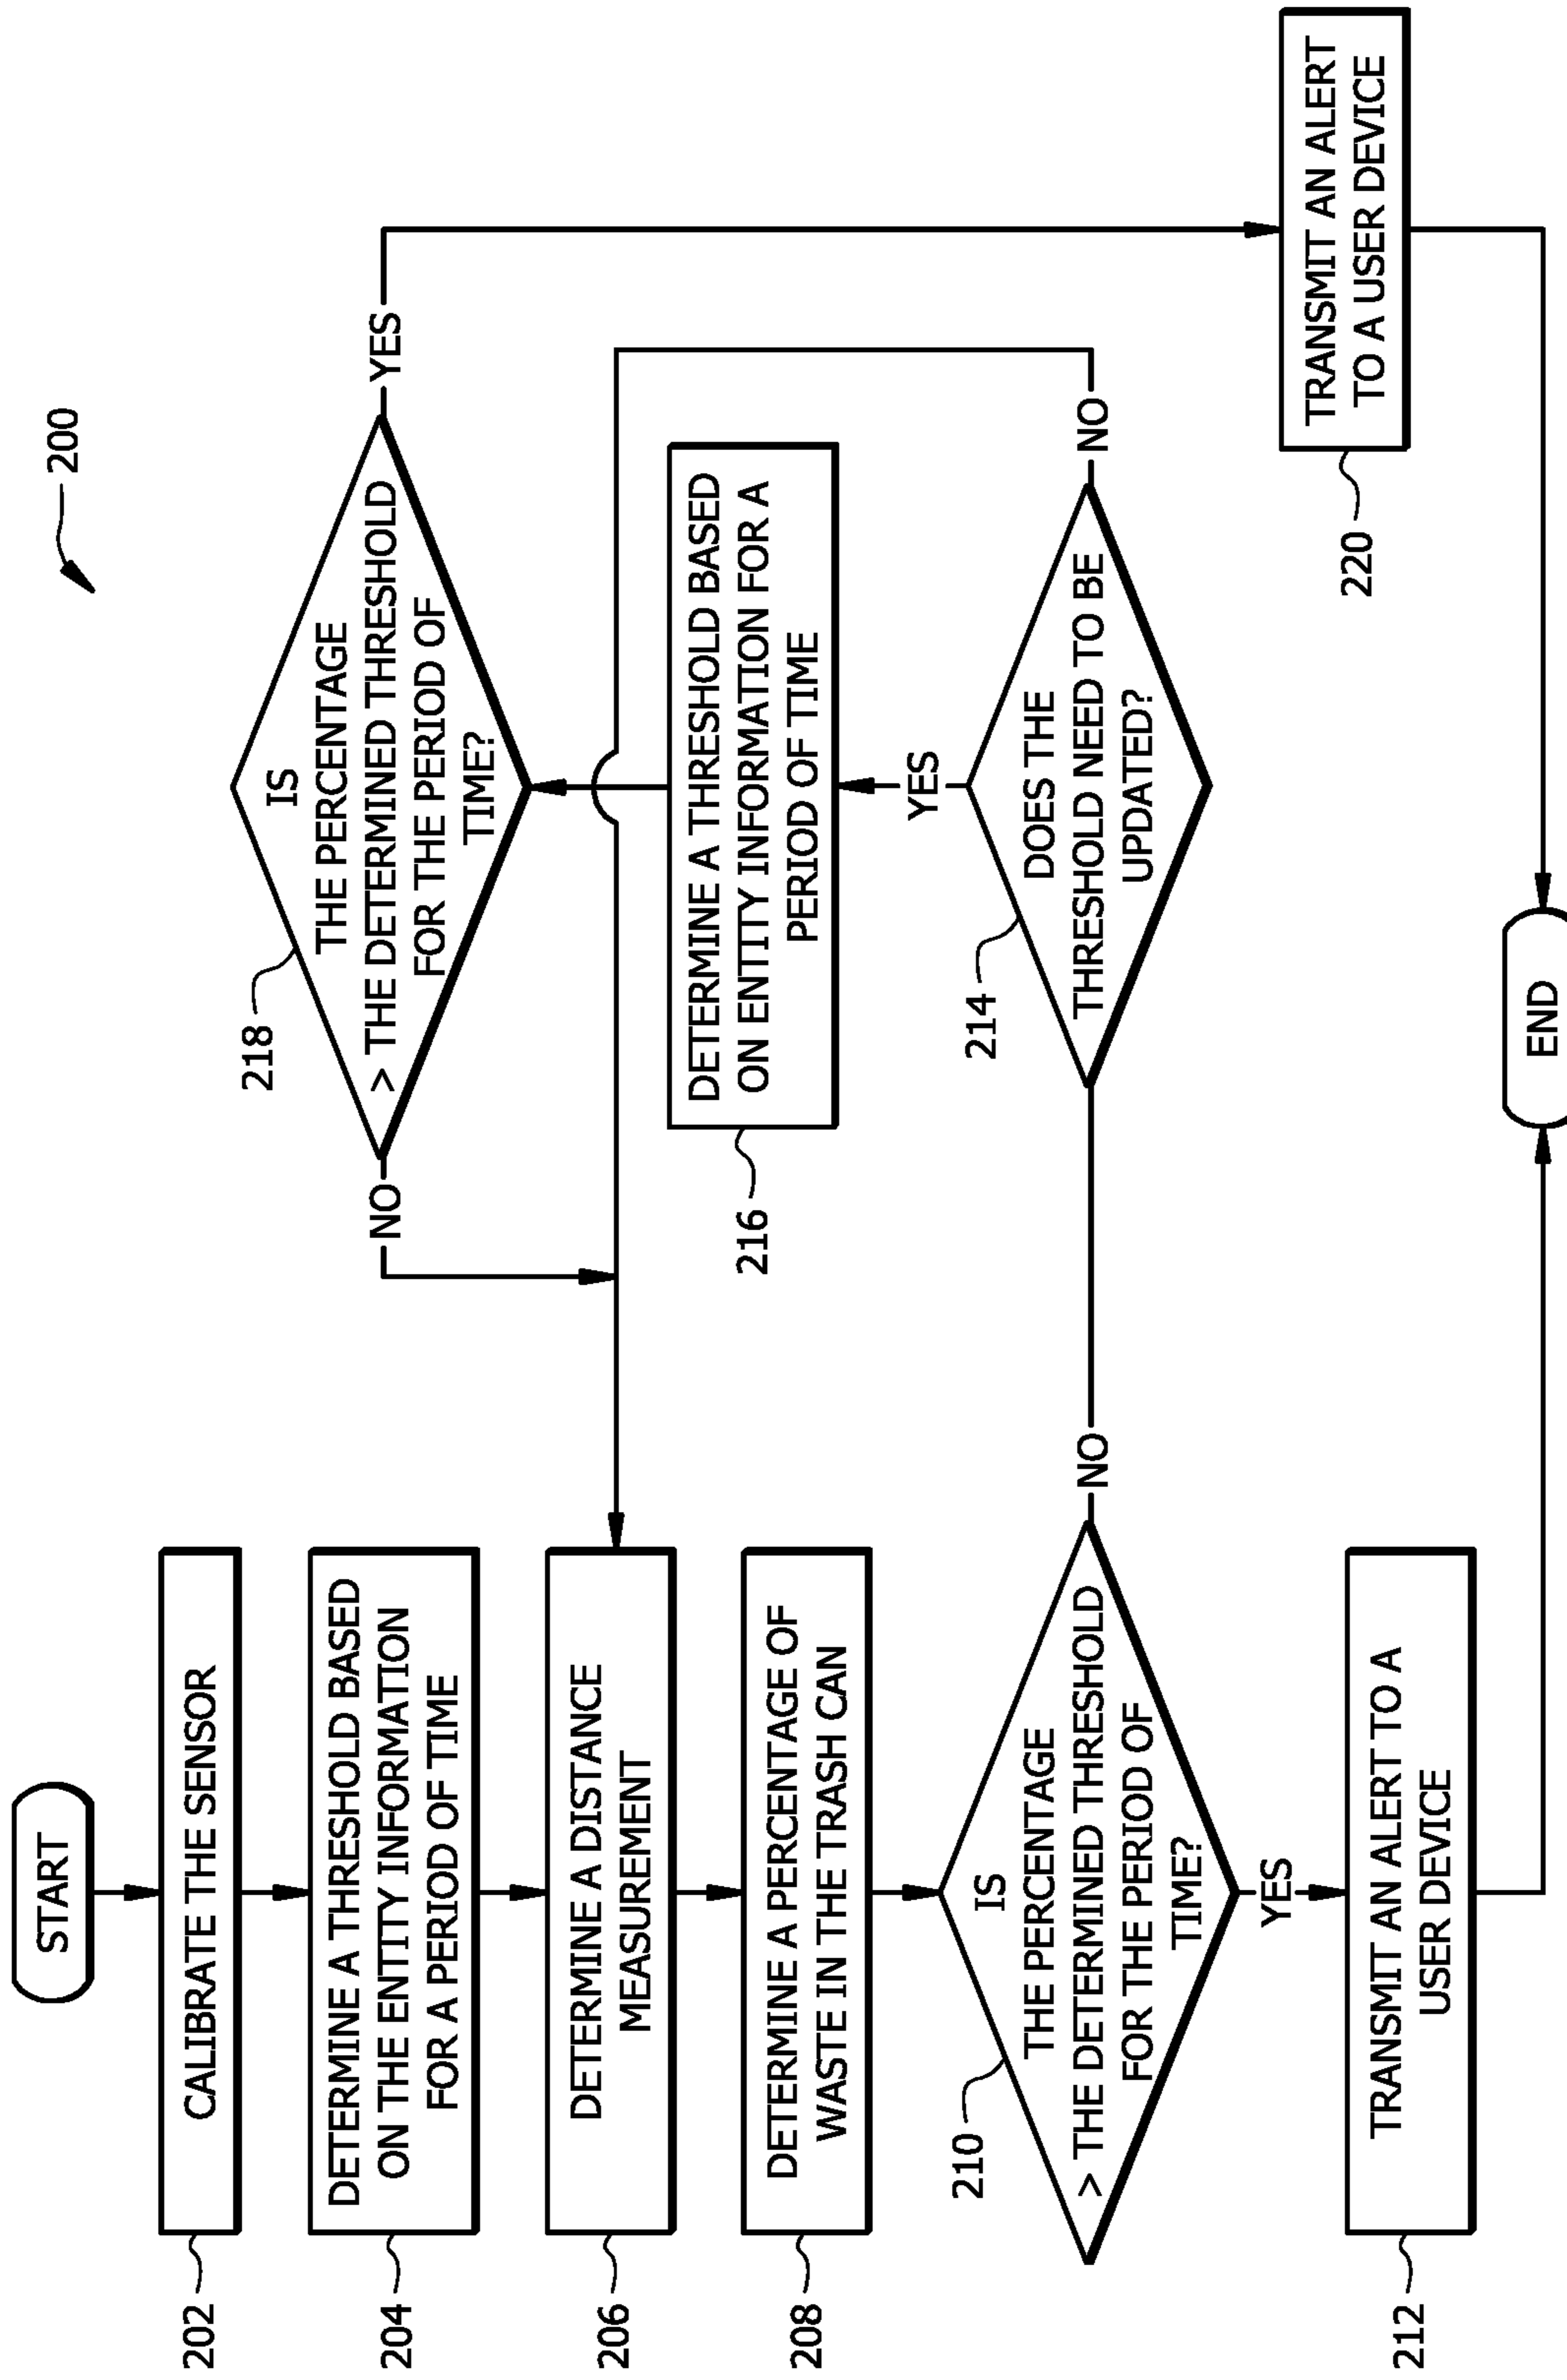 200
START
202
CALIBRATE THE SENSOR
204
DETERMINE A THRESHOLD BASED
ON THE ENTITY INFORMATION
FOR A PERIOD OF TIME
206
DETERMINE A DISTANCE
MEASUREMENT
208
DETERMINE A PERCENTAGE OF
WASTE IN THE TRASH CAN
210
IS
THE PERCENTAGE
> THE DETERMINED THRESHOLD
FOR THE PERIOD OF
TIME?
NO
YES
212
TRANSMIT AN ALERT TO A
USER DEVICE
214
DOES THE
THRESHOLD NEED TO BE
UPDATED?
NO
YES
216
DETERMINE A THRESHOLD BASED
ON ENTITY INFORMATION FOR A
PERIOD OF TIME
218
IS
THE PERCENTAGE
> THE DETERMINED THRESHOLD
FOR THE PERIOD OF
TIME?
NO
YES
220
TRANSMIT AN ALERT
TO A USER DEVICE
END